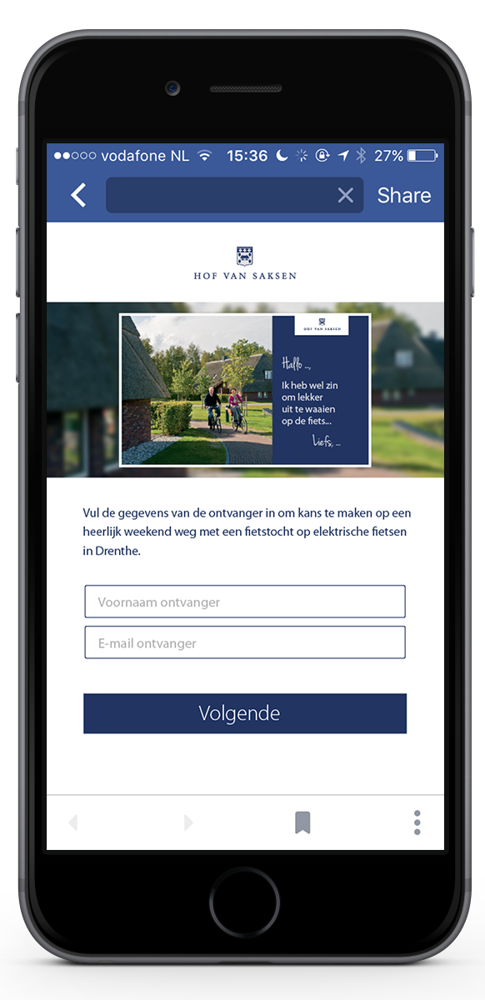 vodafone NL 15:36 27%
Share
HOF VAN SAKSEN
HOF VAN SAKSEN
Hallo ...,
Ik heb wel zin
om lekker
uit te waaien
op de fiets...
Liefs, ...
Vul de gegevens van de ontvanger in om kans te maken op een
heerlijk weekend weg met een fietstocht op elektrische fietsen
in Drenthe.
Voornaam ontvanger
E-mail ontvanger
Volgende